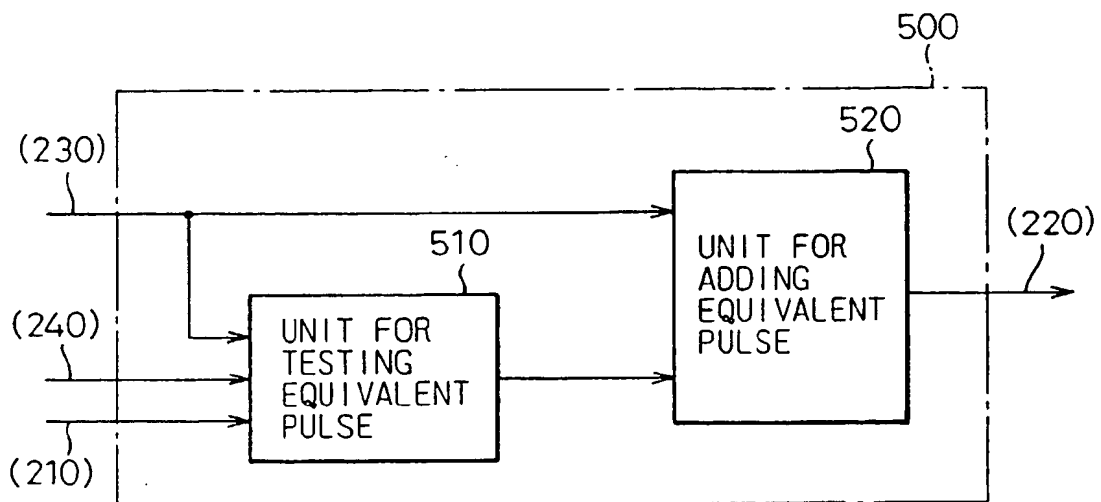 500
(230)
520
510
(220)
UNIT FOR
ADDING
EQUIVALENT
PULSE
(240)
UNIT FOR
TESTING
EQUIVALENT
PULSE
(210)